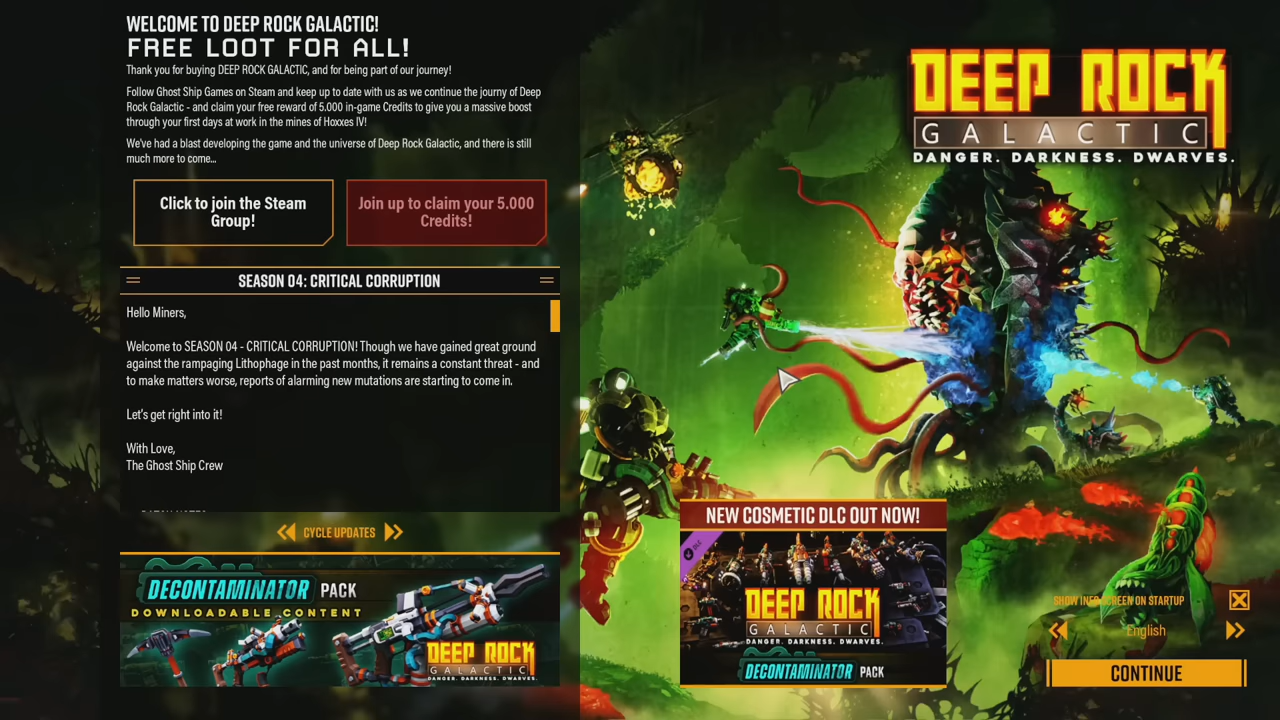 WELCOME TO DEEP ROCK GALACTIC!
FREE LOOT FOR ALL!
Thank you for buying DEEP ROCK GALACTIC, and for being part of our journey!
Follow Ghost Ship Games on Steam and keep up to date with us as we continue the journy of Deep
Rock Galactic - and claim your free reward of 5.000 in-game Credits to give you a massive boost
through your first days at work in the mines of Hoxxes IV!
We've had a blast developing the game and the universe of Deep Rock Galactic, and there is still
much more to come...
Click to join the Steam
Group!
Join up to claim your 5.000
Credits!
SEASON 04: CRITICAL CORRUPTION
Hello Miners,
Welcome to SEASON 04 - CRITICAL CORRUPTION! Though we have gained great ground
against the rampaging Lithophage in the past months, it remains a constant threat - and
to make matters worse, reports of alarming new mutations are starting to come in.
Let's get right into it!
With Love,
The Ghost Ship Crew
CYCLE UPDATES
DECONTAMINATOR PACK
DOWNLOADABLE CONTENT
DEEP ROCK
GALACTIC
DANGER. DARKNESS. DWARVES.
DEEP ROCK
GALACTIC
DANGER. DARKNESS. DWARVES.
NEW COSMETIC DLC OUT NOW!
DLC
DEEP ROCK
GALACTIC
DANGER. DARKNESS. DWARVES.
DECONTAMINATOR PACK
SHOW INFO SCREEN ON STARTUP
English
CONTINUE